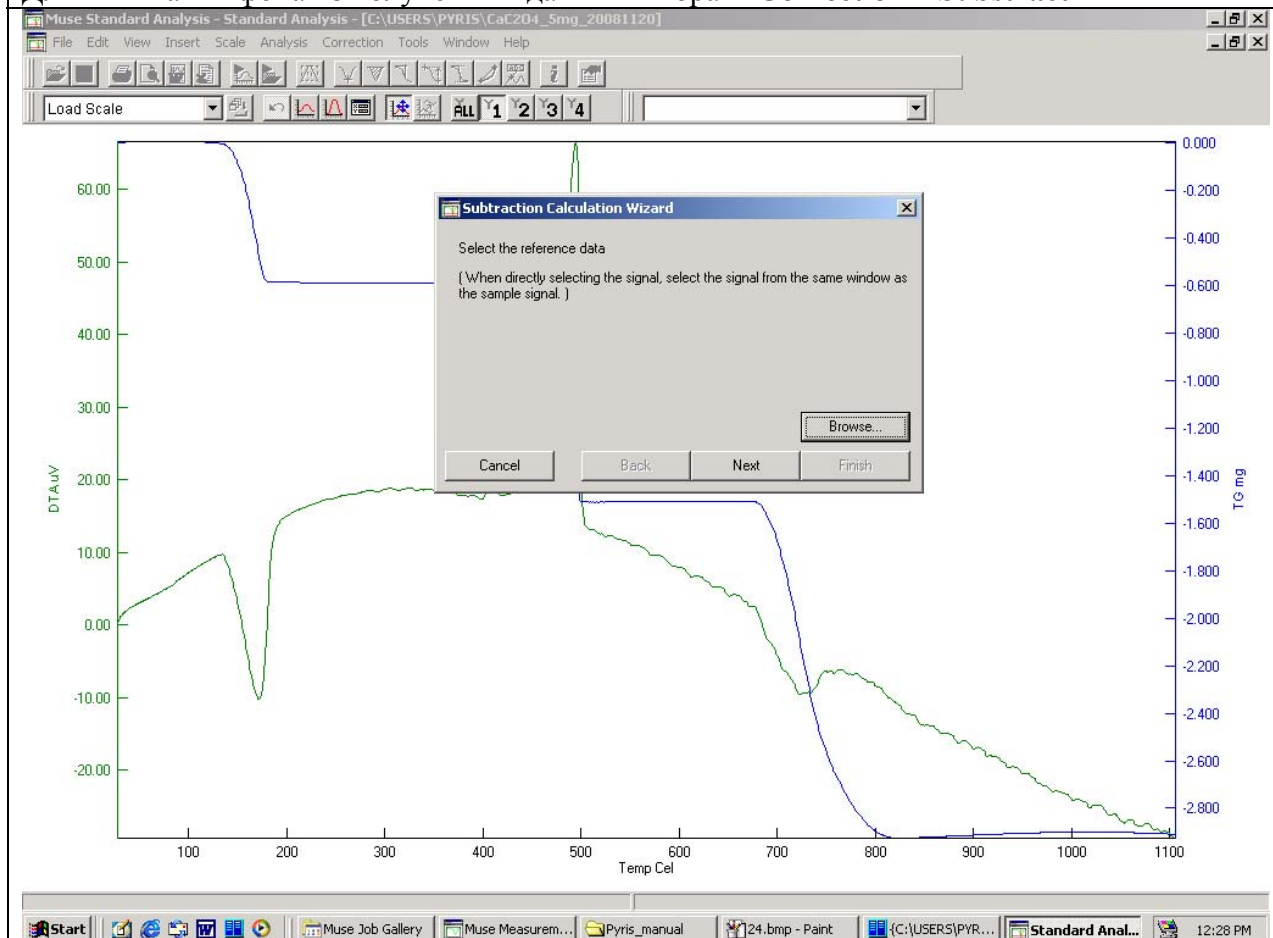 Muse Standard Analysis - Standard Analysis - [C:\USERS\PYRIS\CaC2O4_5mg_20081120]
File Edit View Insert Scale Analysis Correction Tools Window Help
Load Scale
ALL Y1 Y2 Y3 Y4
60.00
50.00
40.00
30.00
20.00
10.00
0.00
-10.00
-20.00
DTA uV
Subtraction Calculation Wizard
Select the reference data
( When directly selecting the signal, select the signal from the same window as
the sample signal. )
Browse...
Cancel Back Next Finish
0.000
-0.200
-0.400
-0.600
-0.800
-1.000
-1.200
-1.400
-1.600
-1.800
-2.000
-2.200
-2.400
-2.600
-2.800
TG mg
100 200 300 400 500 600 700 800 900 1000 1100
Temp Cel
Start Muse Job Gallery Muse Measurem... Pyris_manual 24.bmp - Paint {C:\USERS\PYR... Standard Anal... 12:28 PM